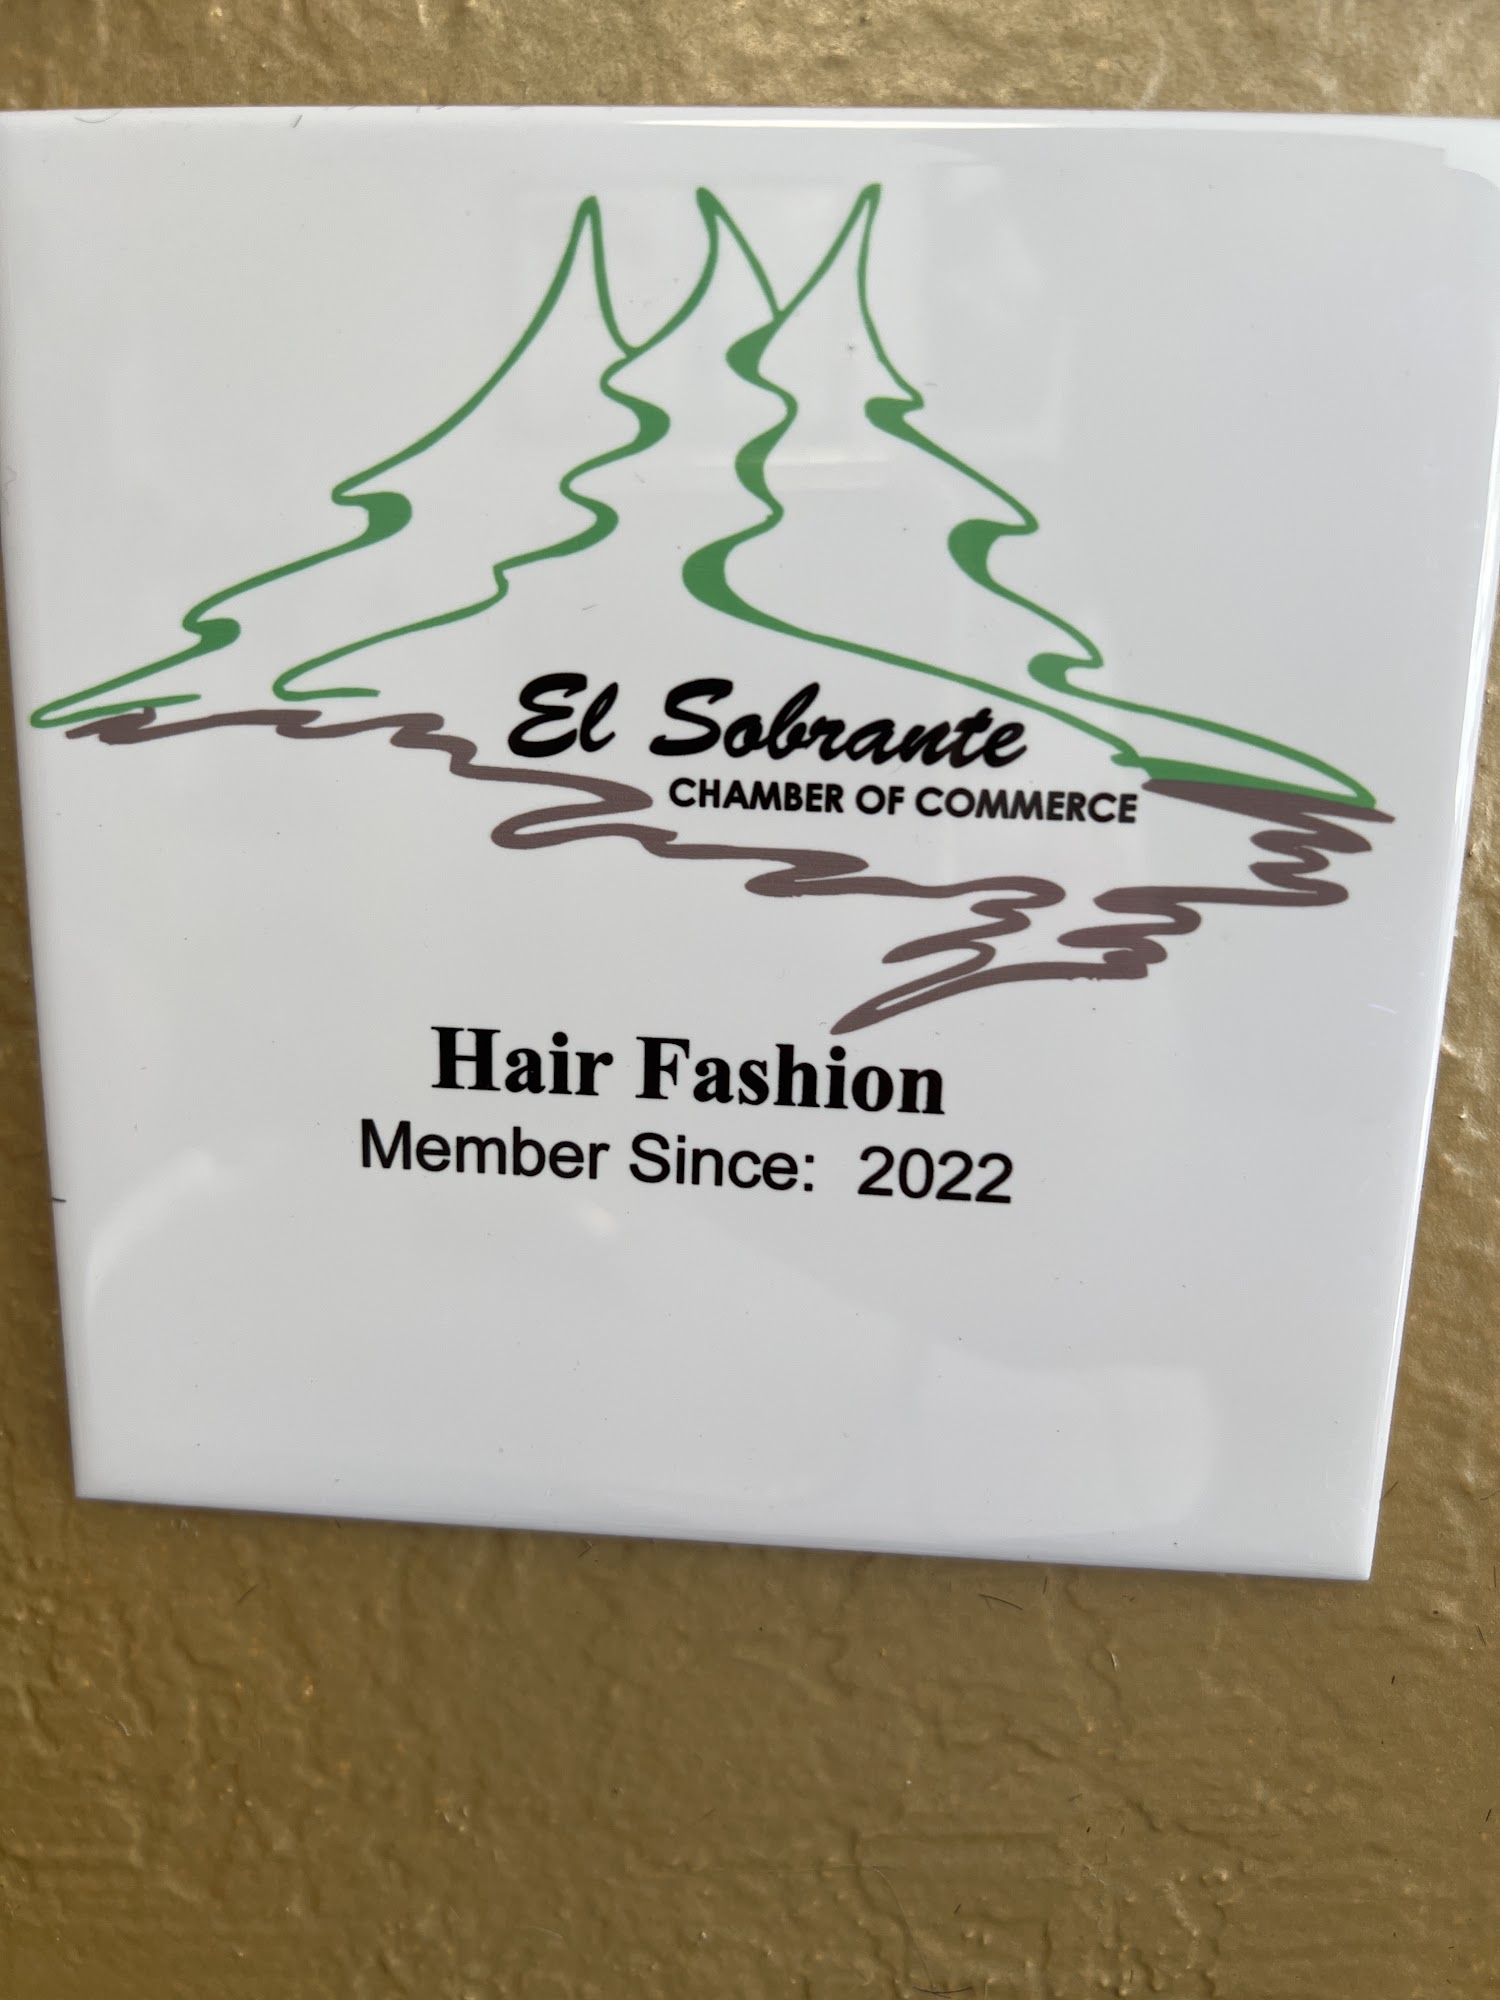 El Sobrante
CHAMBER OF COMMERCE
Hair Fashion
Member Since: 2022